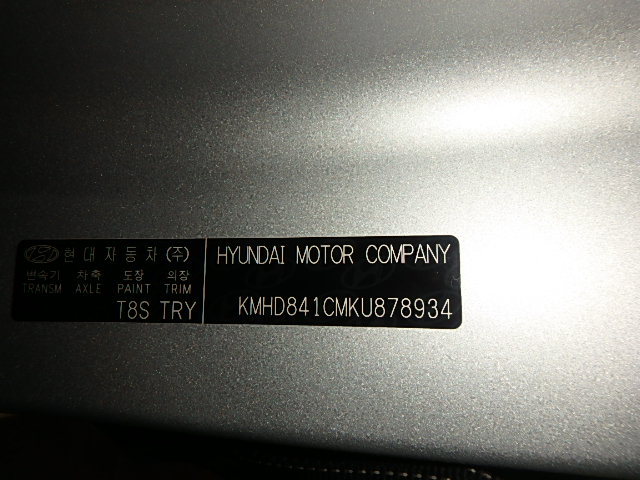 현대자동차(주)
변속기 차축 도장 의장
TRANSM AXLE PAINT TRIM
T8S TRY
HYUNDAI MOTOR COMPANY
KMHD841CMKU878934